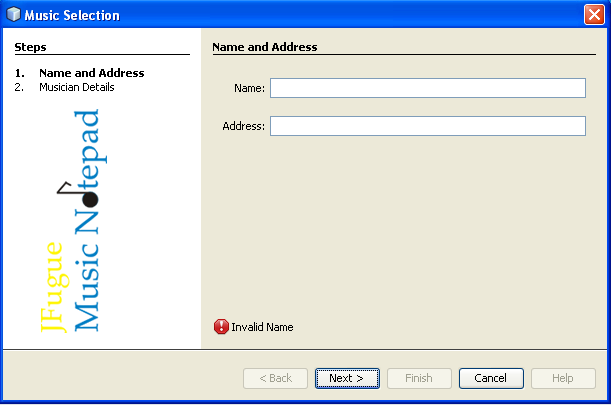 Music Selection
Steps
1. Name and Address
2. Musician Details
JFugue
Music Notepad
Name and Address
Name:
Address:
Invalid Name
< Back
Next >
Finish
Cancel
Help